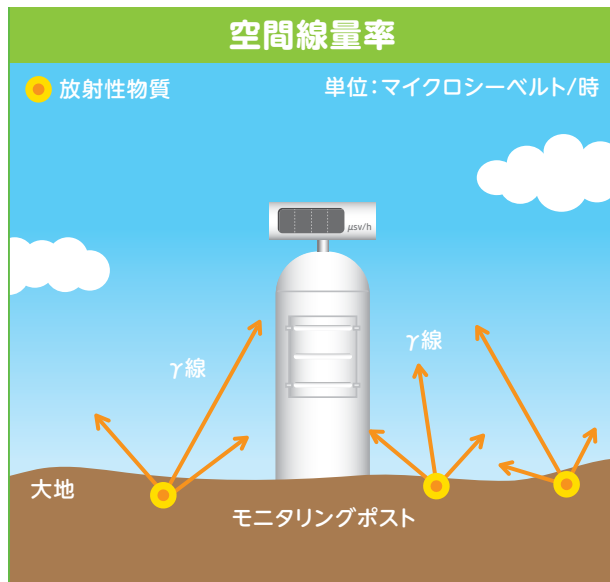 空間線量率
放射性物質
単位:マイクロシーベルト/時
μsv/h
γ線
γ線
大地
モニタリングポスト